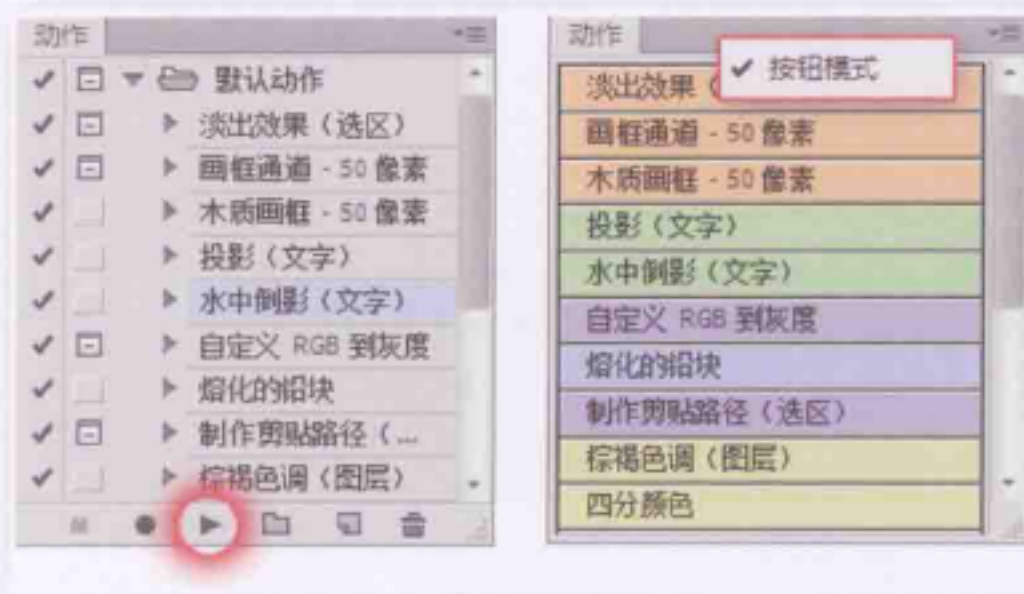 动作
默认动作
淡出效果（选区）
画框通道 - 50 像素
木质画框 - 50 像素
投影（文字）
水中倒影（文字）
自定义 RGB 到灰度
熔化的铅块
制作剪贴路径（...
棕褐色调（图层）
动作
按钮模式
淡出效果（
画框通道 - 50 像素
木质画框 - 50 像素
投影（文字）
水中倒影（文字）
自定义 RGB 到灰度
熔化的铅块
制作剪贴路径（选区）
棕褐色调（图层）
四分颜色